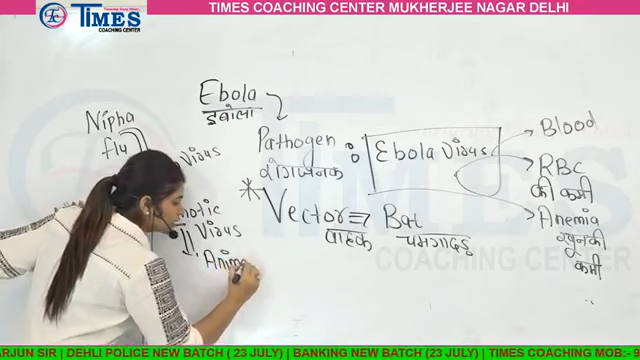 TIMES COACHING CENTER MUKHERJEE NAGAR DELHI
TIMES
COACHING CENTER
Nipha
flu
Virus
notic
Virus
Anim
Ebola
इबोला
Pathogen :
Ebola Virus
Vector ⇒ Bat
वाहक
चमगादड़
Blood
RBC
की कमी
Anemia
खून की
कमी
COACHING CENTER
ARJUN SIR | DEHLI POLICE NEW BATCH ( 23 JULY) | BANKING NEW BATCH (23 JULY) | TIMES COACHING MOB.- 9